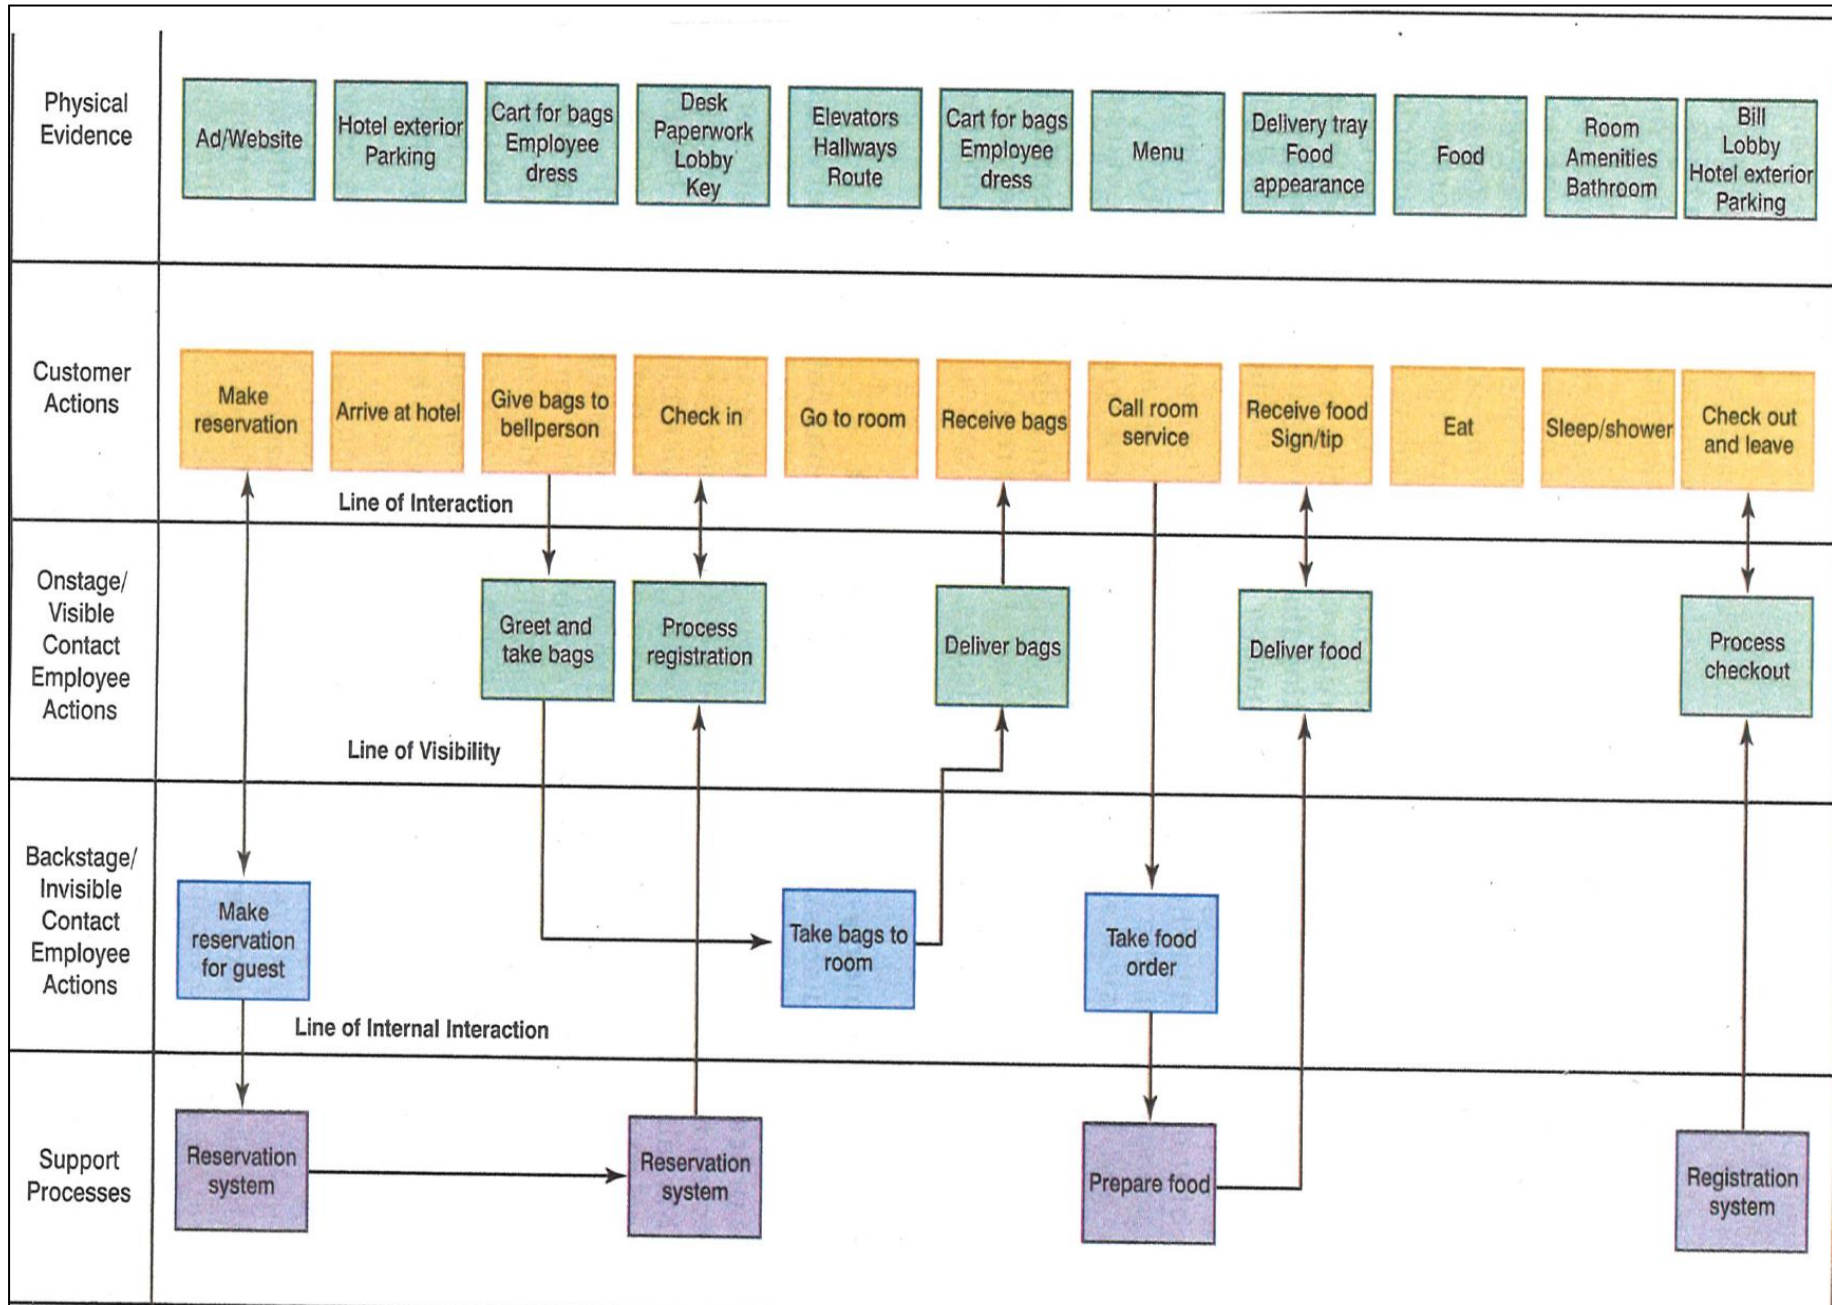 Physical
Evidence
Ad/Website
Hotel exterior
Parking
Cart for bags
Employee
dress
Desk
Paperwork
Lobby
Key
Elevators
Hallways
Route
Cart for bags
Employee
dress
Menu
Delivery tray
Food
appearance
Food
Room
Amenities
Bathroom
Bill
Lobby
Hotel exterior
Parking
Customer
Actions
Make
reservation
Arrive at hotel
Give bags to
bellperson
Check in
Go to room
Receive bags
Call room
service
Receive food
Sign/tip
Eat
Sleep/shower
Check out
and leave
Line of Interaction
Onstage/
Visible
Contact
Employee
Actions
Greet and
take bags
Process
registration
Deliver bags
Deliver food
Process
checkout
Line of Visibility
Backstage/
Invisible
Contact
Employee
Actions
Make
reservation
for guest
Take bags to
room
Take food
order
Line of Internal Interaction
Support
Processes
Reservation
system
Reservation
system
Prepare food
Registration
system